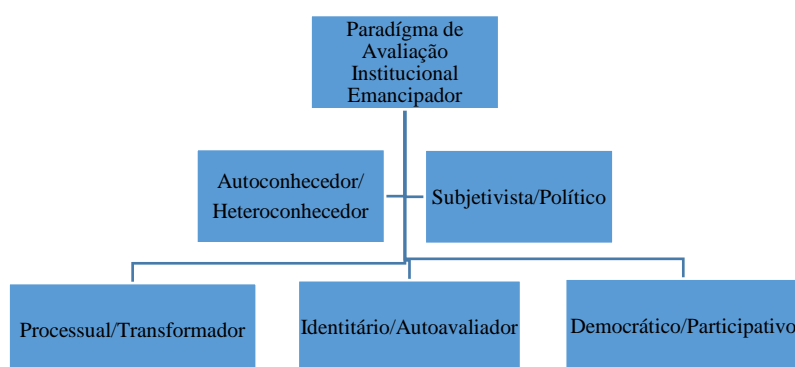 Paradígma de
Avaliação
Institucional
Emancipador
Autoconhecedor/
Heteroconhecedor
Subjetivista/Político
Processual/Transformador
Identitário/Autoavaliador
Democrático/Participativo